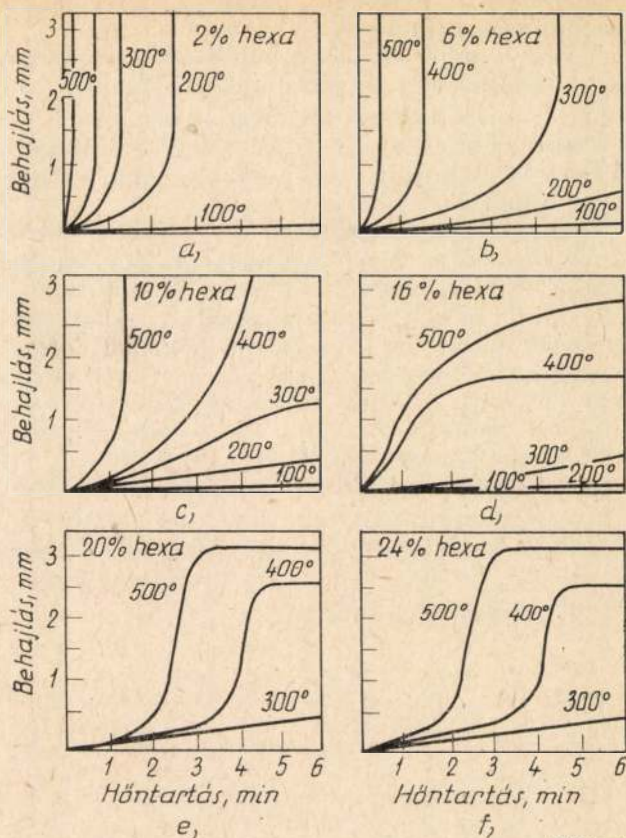 2% hexa
500°
300°
200°
100°
Behajlás, mm
3
2
1
a,
6% hexa
500°
400°
300°
200°
100°
b,
10% hexa
500°
400°
300°
200°
100°
Behajlás, mm
3
2
1
c,
16% hexa
500°
400°
300°
100°
200°
d,
20% hexa
500°
400°
300°
Behajlás, mm
3
2
1
1 2 3 4 5 6
Hőntartás, min
e,
24% hexa
500°
400°
300°
1 2 3 4 5 6
Hőntartás, min
f,